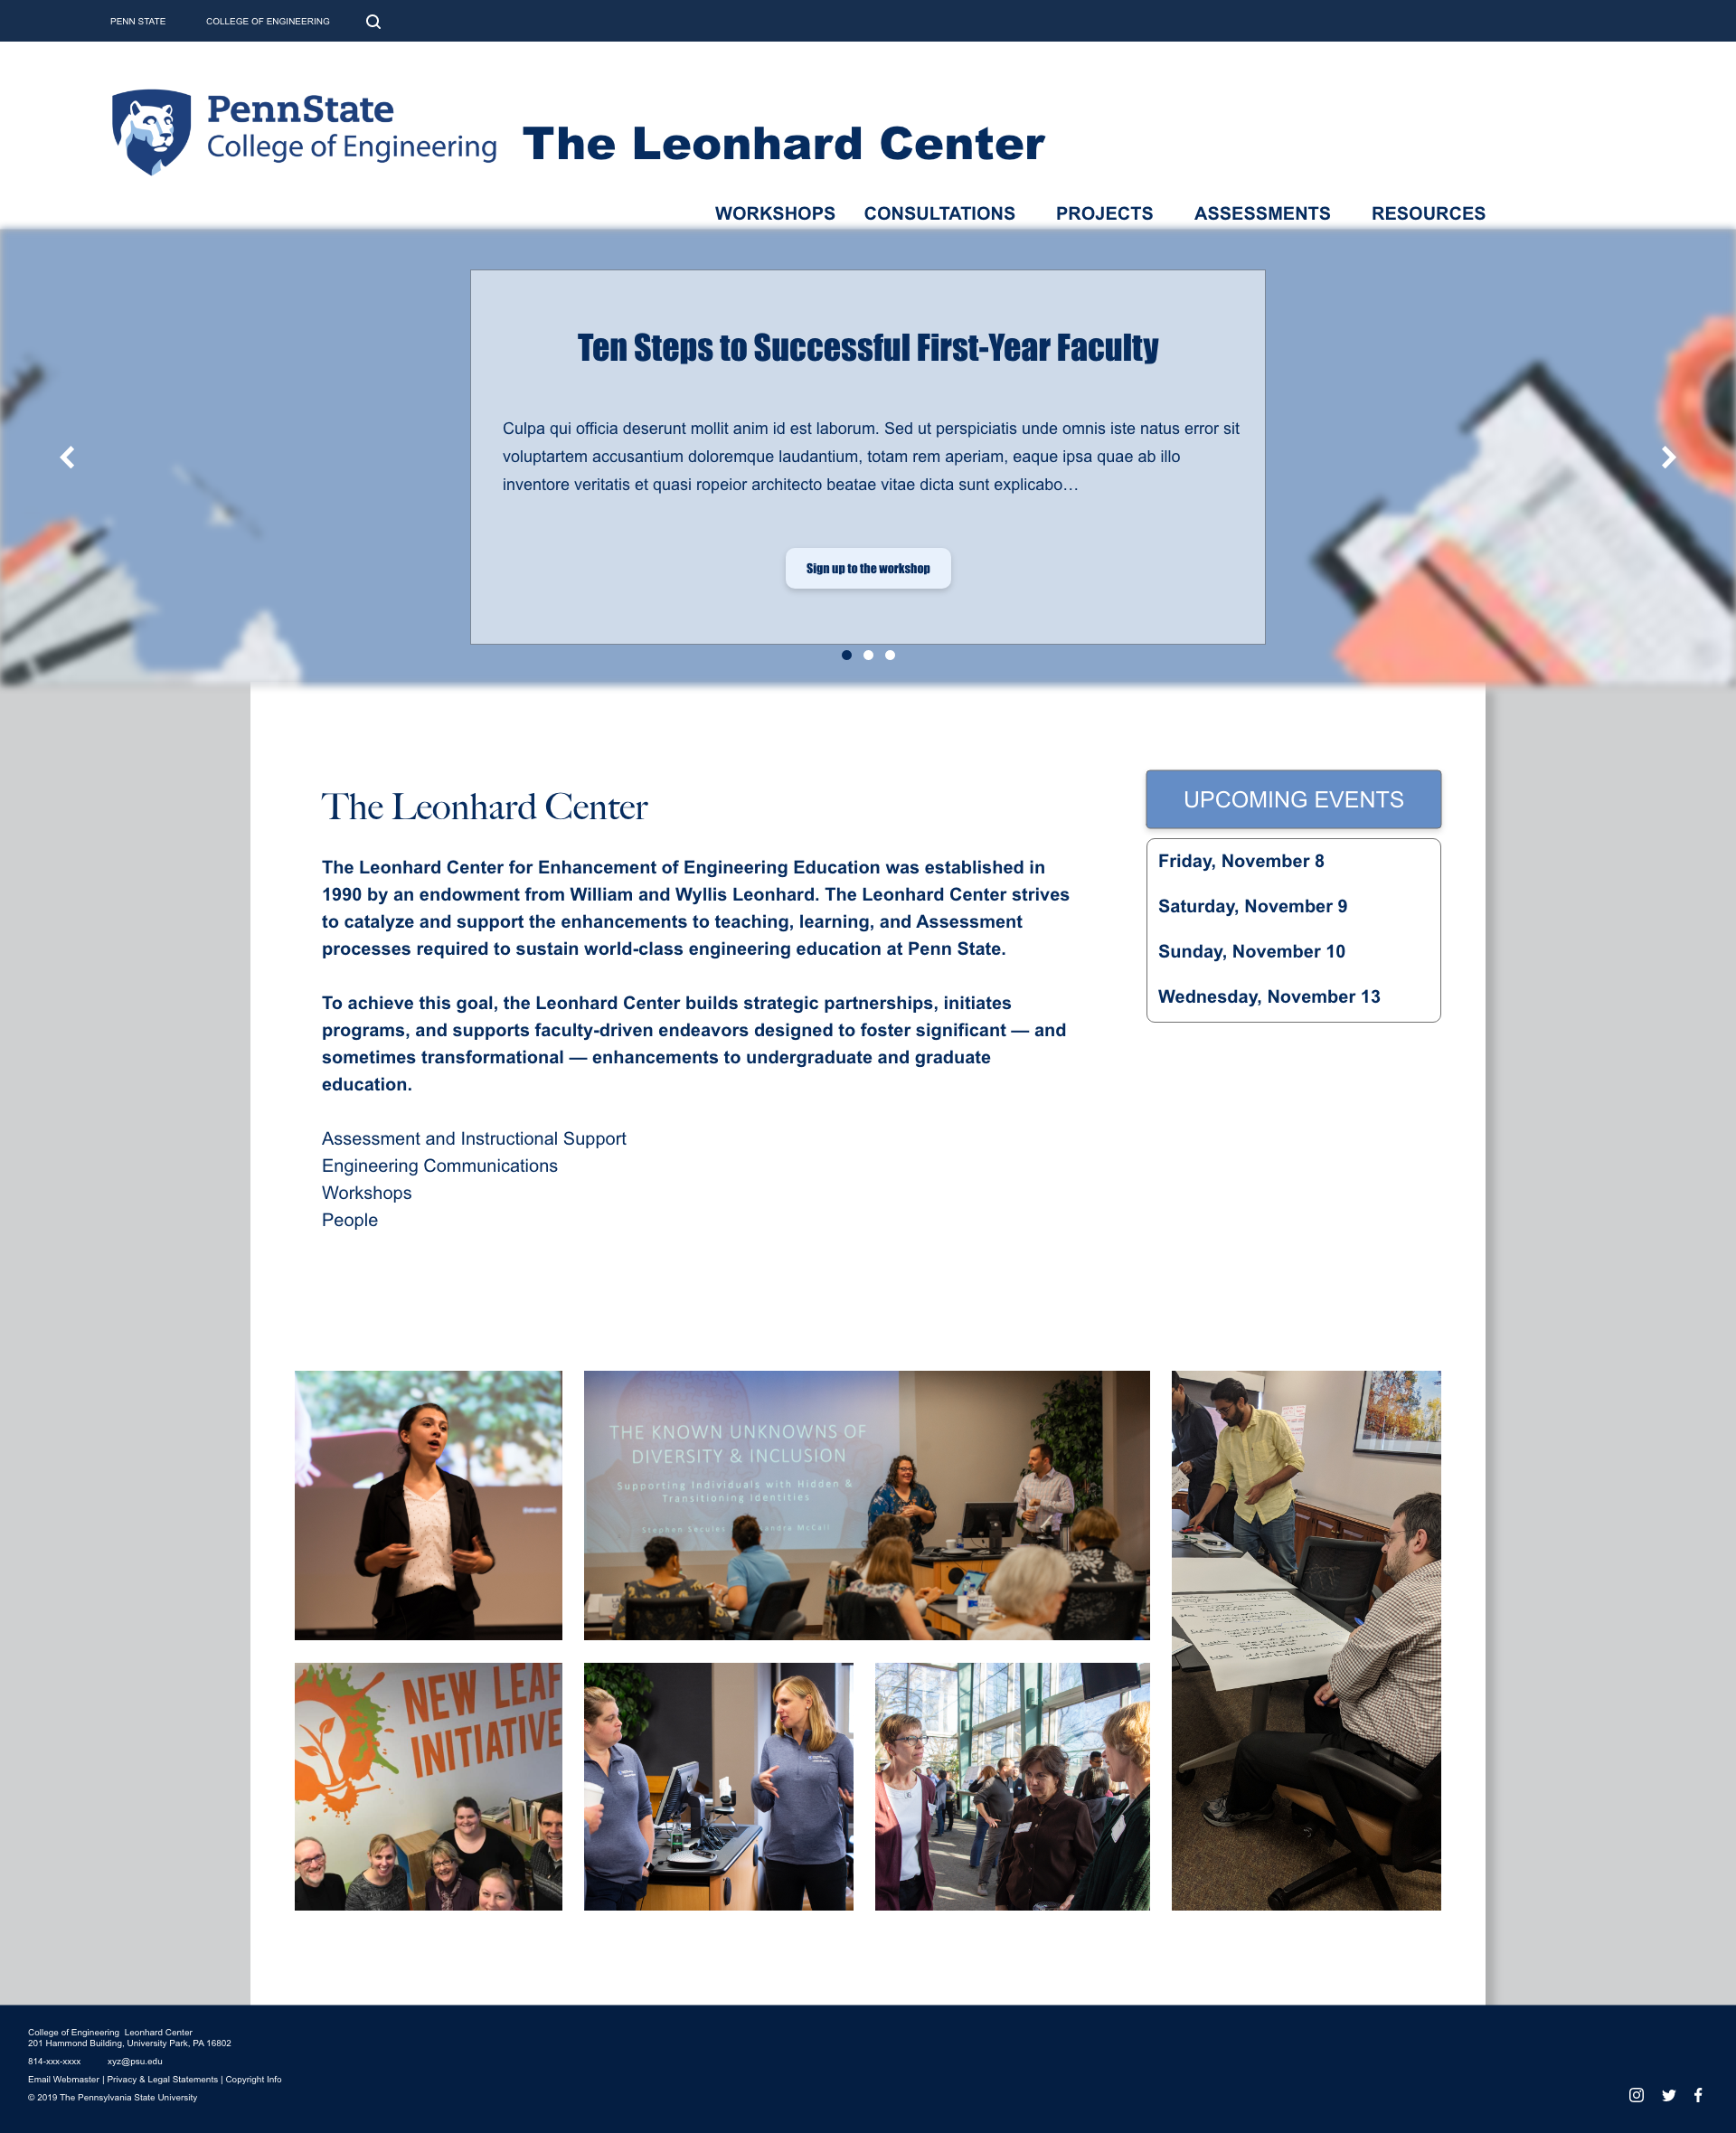 PENN STATE
COLLEGE OF ENGINEERING
PennState
College of Engineering
The Leonhard Center
WORKSHOPS
CONSULTATIONS
PROJECTS
ASSESSMENTS
RESOURCES
Ten Steps to Successful First-Year Faculty
Culpa qui officia deserunt mollit anim id est laborum. Sed ut perspiciatis unde omnis iste natus error sit
voluptartem accusantium doloremque laudantium, totam rem aperiam, eaque ipsa quae ab illo
inventore veritatis et quasi ropeior architecto beatae vitae dicta sunt explicabo…
Sign up to the workshop
The Leonhard Center
The Leonhard Center for Enhancement of Engineering Education was established in
1990 by an endowment from William and Wyllis Leonhard. The Leonhard Center strives
to catalyze and support the enhancements to teaching, learning, and Assessment
processes required to sustain world-class engineering education at Penn State.
To achieve this goal, the Leonhard Center builds strategic partnerships, initiates
programs, and supports faculty-driven endeavors designed to foster significant — and
sometimes transformational — enhancements to undergraduate and graduate
education.
Assessment and Instructional Support
Engineering Communications
Workshops
People
UPCOMING EVENTS
Friday, November 8
Saturday, November 9
Sunday, November 10
Wednesday, November 13
THE KNOWN UNKNOWNS OF
DIVERSITY & INCLUSION
Supporting Individuals with Hidden &
Transitioning Identities
Stephen Secules
McCall
NEW LEAF
INITIATIVE
College of Engineering Leonhard Center
201 Hammond Building, University Park, PA 16802
814-xxx-xxxx xyz@psu.edu
Email Webmaster | Privacy & Legal Statements | Copyright Info
© 2019 The Pennsylvania State University